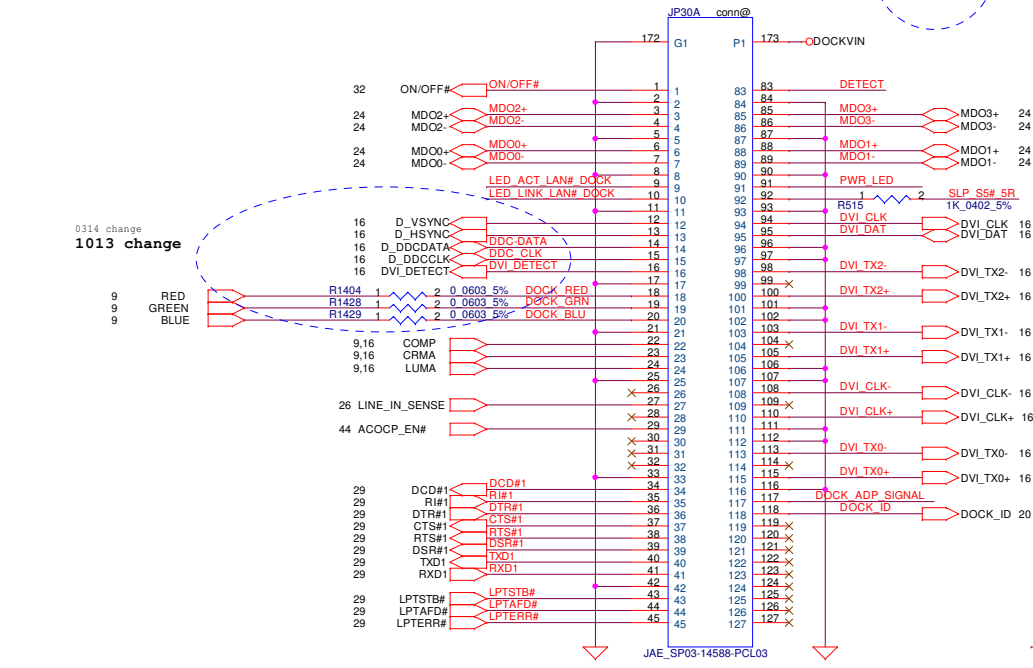 JP30A conn@
172 G1 P1 173 DOCKVIN
32 ON/OFF# ON/OFF# 1 1 83 83 DETECT
2 2 84 84
24 MDO2+ MDO2+ 3 3 85 85 MDO3+ MDO3+ 24
24 MDO2- MDO2- 4 4 86 86 MDO3- MDO3- 24
5 5 87 87
24 MDO0+ MDO0+ 6 6 88 88 MDO1+ MDO1+ 24
24 MDO0- MDO0- 7 7 89 89 MDO1- MDO1- 24
8 8 90 90
LED_ACT_LAN#_DOCK 9 9 91 91 PWR_LED
LED_LINK_LAN#_DOCK 10 10 92 92 1 2 SLP_S5#_5R
11 11 93 93 R515 1K_0402_5%
16 D_VSYNC 12 12 94 94 DVI_CLK DVI_CLK 16
0314 change
16 D_HSYNC 13 13 95 95 DVI_DAT DVI_DAT 16
1013 change
16 D_DDCDATA DDC-DATA 14 14 96 96
16 D_DDCCLK DDC_CLK 15 15 97 97
16 DVI_DETECT DVI_DETECT 16 16 98 98 DVI_TX2- DVI_TX2- 16
17 17 99 99
9 RED R1404 1 2 0_0603_5% DOCK_RED 18 18 100 100 DVI_TX2+ DVI_TX2+ 16
9 GREEN R1428 1 2 0_0603_5% DOCK_GRN 19 19 101 101
9 BLUE R1429 1 2 0_0603_5% DOCK_BLU 20 20 102 102
21 21 103 103 DVI_TX1- DVI_TX1- 16
9,16 COMP 22 22 104 104
9,16 CRMA 23 23 105 105 DVI_TX1+ DVI_TX1+ 16
9,16 LUMA 24 24 106 106
25 25 107 107
26 26 108 108 DVI_CLK- DVI_CLK- 16
26 LINE_IN_SENSE 27 27 109 109
28 28 110 110 DVI_CLK+ DVI_CLK+ 16
44 ACOCP_EN# 29 29 111 111
30 30 112 112
31 31 113 113 DVI_TX0- DVI_TX0- 16
32 32 114 114
33 33 115 115 DVI_TX0+ DVI_TX0+ 16
29 DCD#1 DCD#1 34 34 116 116
29 RI#1 RI#1 35 35 117 117 DOCK_ADP_SIGNAL
29 DTR#1 DTR#1 36 36 118 118 DOCK_ID DOCK_ID 20
29 CTS#1 CTS#1 37 37 119 119
29 RTS#1 RTS#1 38 38 120 120
29 DSR#1 DSR#1 39 39 121 121
29 TXD1 TXD1 40 40 122 122
29 RXD1 RXD1 41 41 123 123
42 42 124 124
29 LPTSTB# LPTSTB# 43 43 125 125
29 LPTAFD# LPTAFD# 44 44 126 126
29 LPTERR# LPTERR# 45 45 127 127
JAE_SP03-14588-PCL03